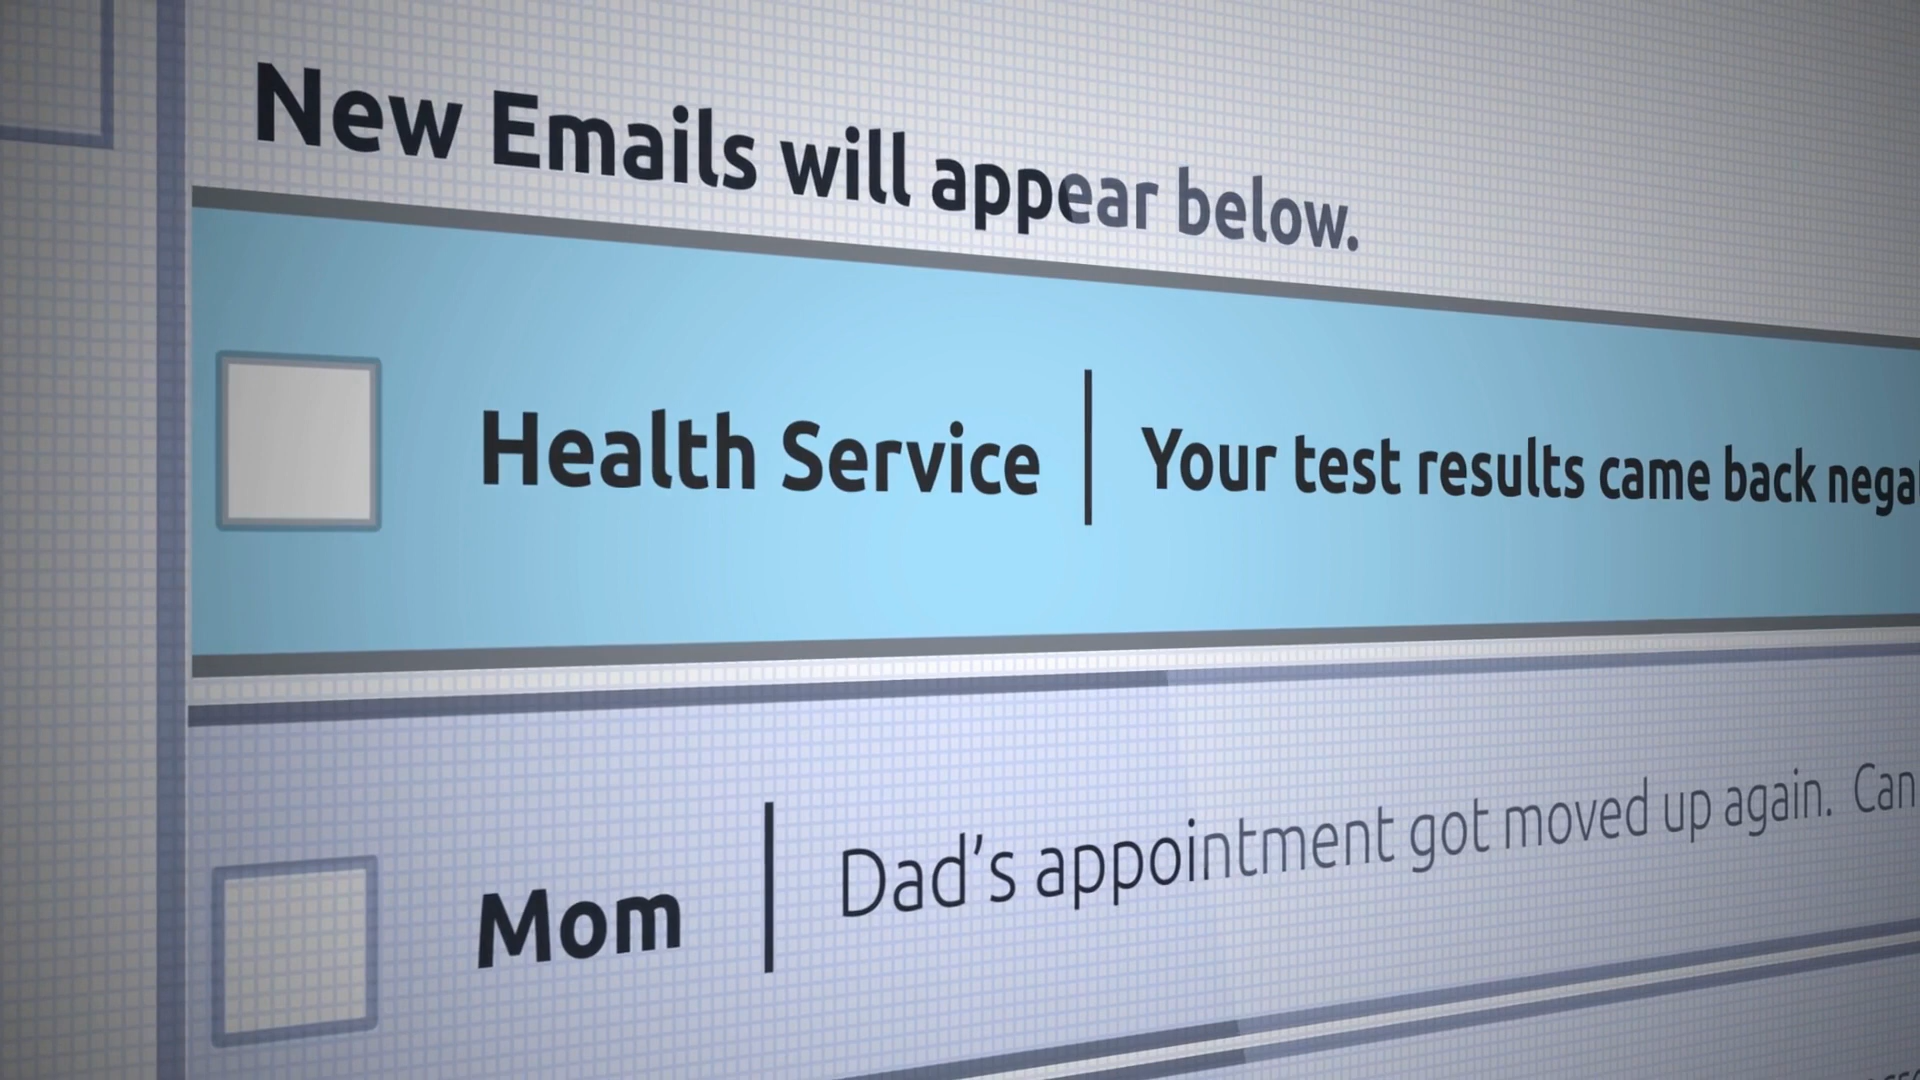 New Emails will appear below.
Health Service | Your test results came back nega
Mom | Dad's appointment got moved up again. Can